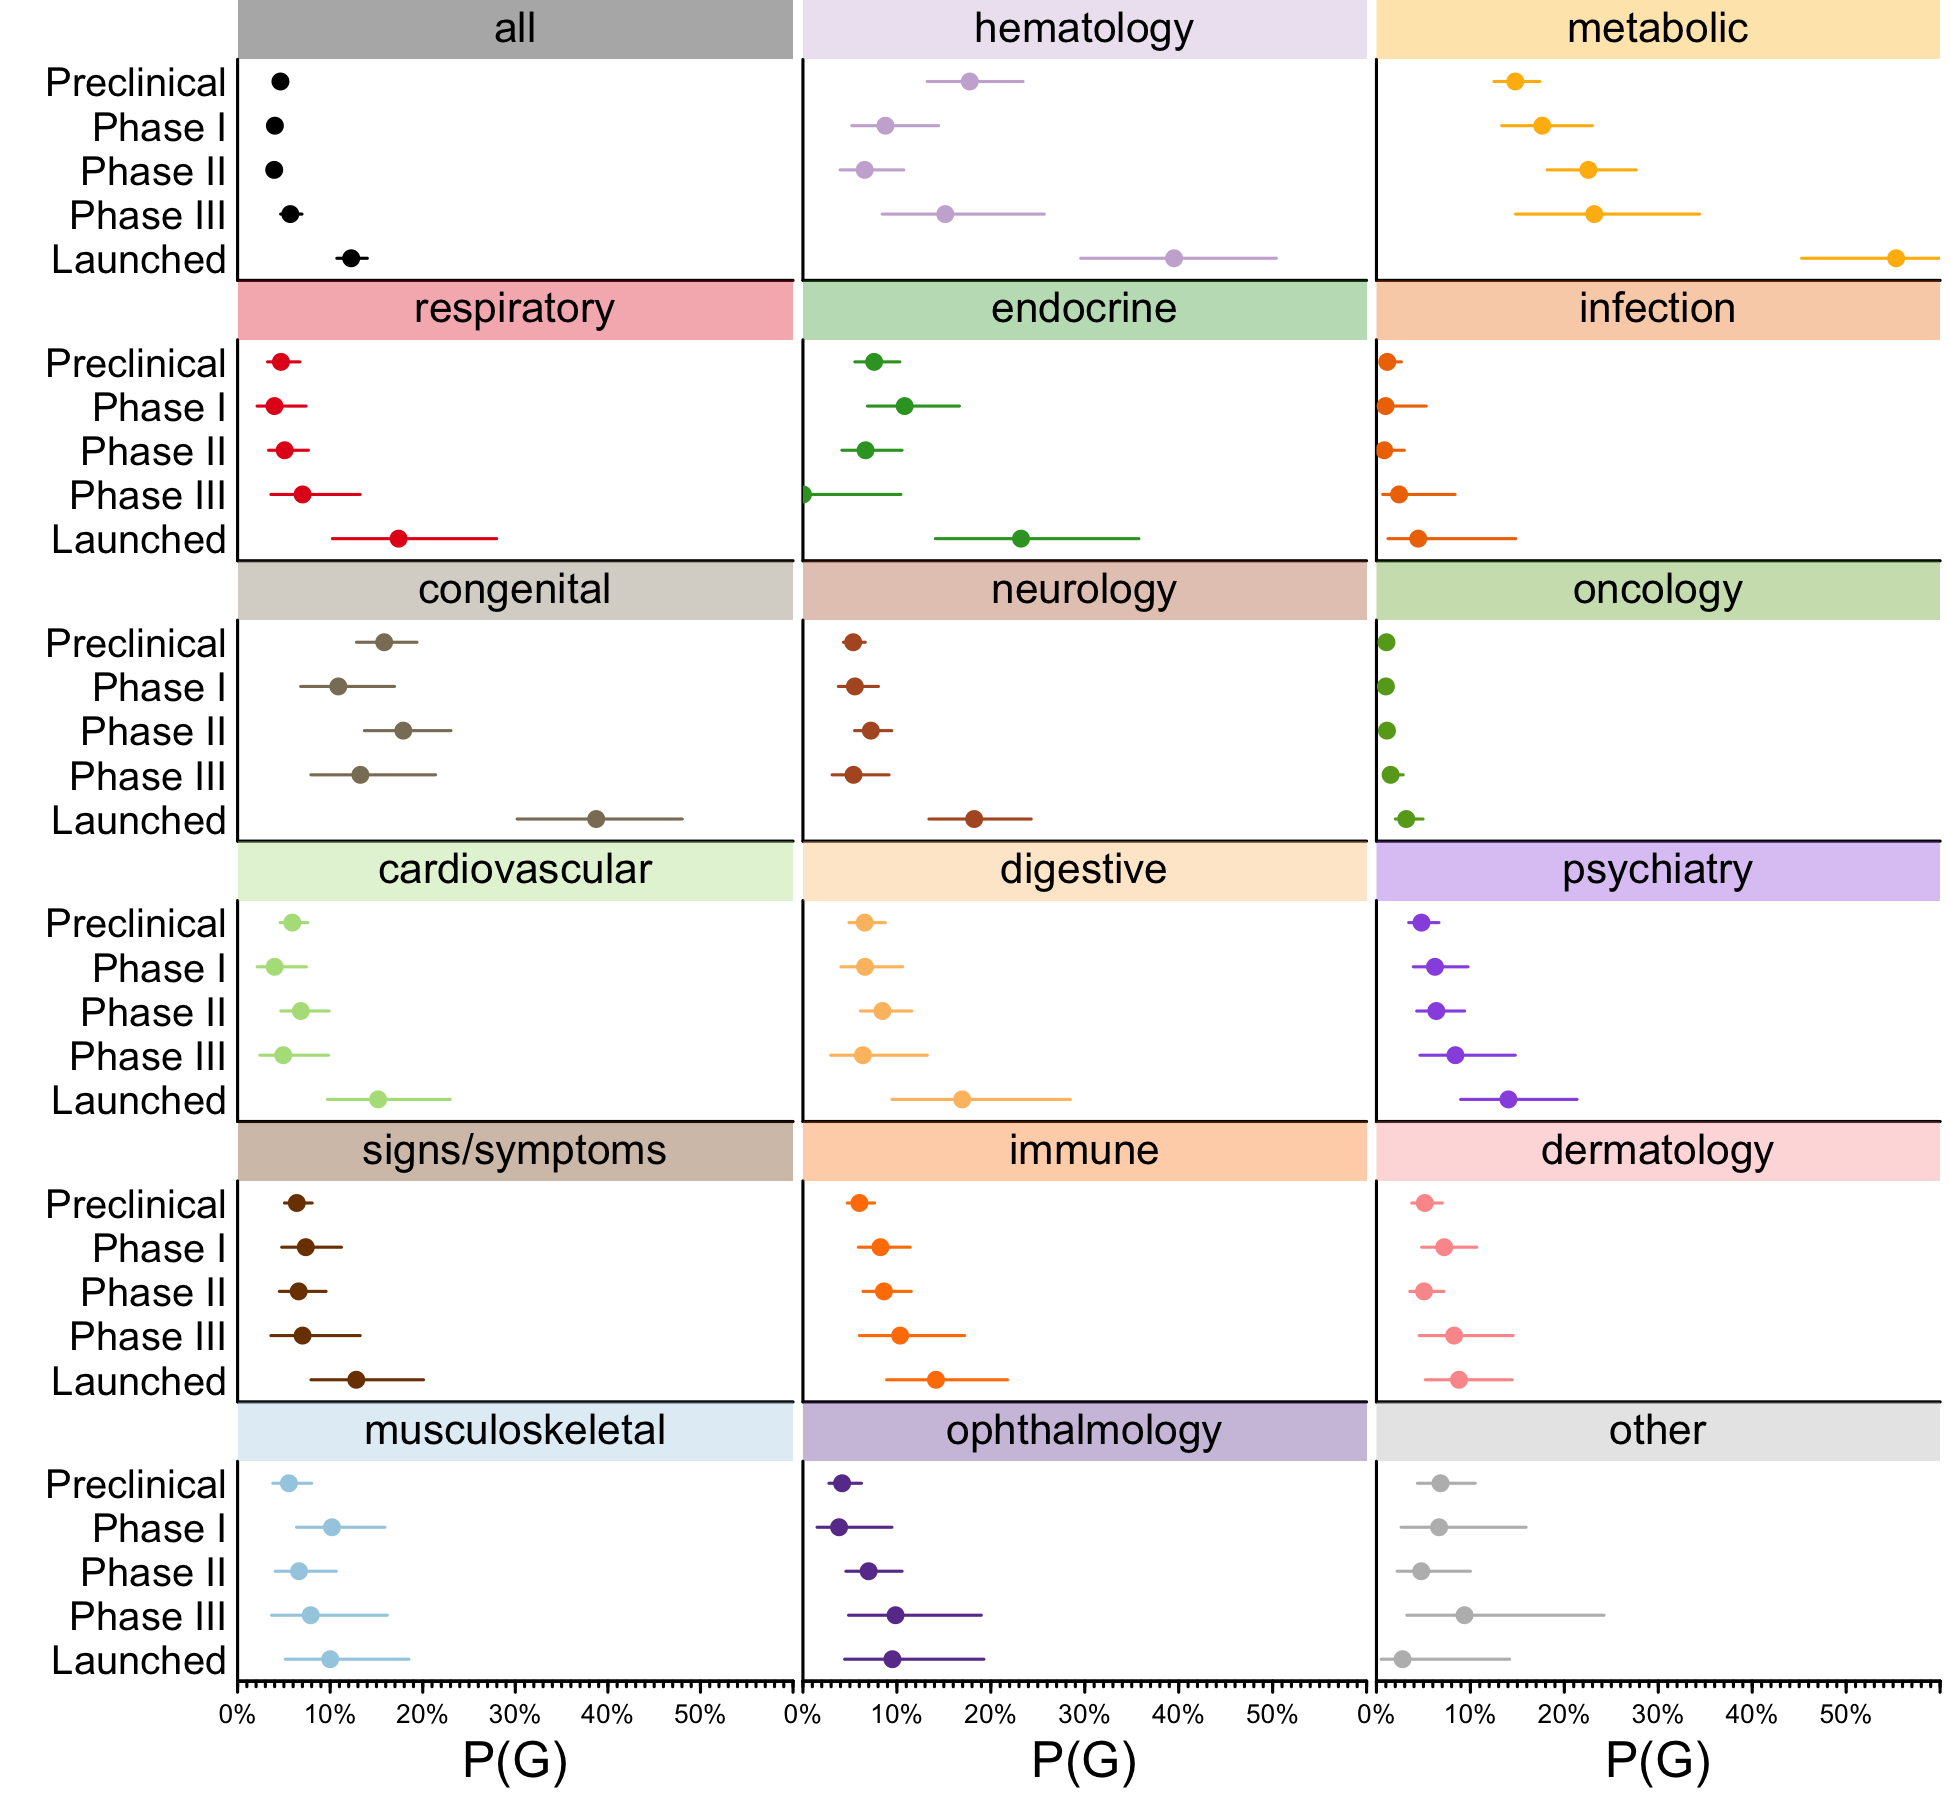 all hematology metabolic
Preclinical
Phase I
Phase II
Phase III
Launched
respiratory endocrine infection
Preclinical
Phase I
Phase II
Phase III
Launched
congenital neurology oncology
Preclinical
Phase I
Phase II
Phase III
Launched
cardiovascular digestive psychiatry
Preclinical
Phase I
Phase II
Phase III
Launched
signs/symptoms immune dermatology
Preclinical
Phase I
Phase II
Phase III
Launched
musculoskeletal ophthalmology other
Preclinical
Phase I
Phase II
Phase III
Launched
0% 10% 20% 30% 40% 50% 0% 10% 20% 30% 40% 50% 0% 10% 20% 30% 40% 50%
P(G) P(G) P(G)